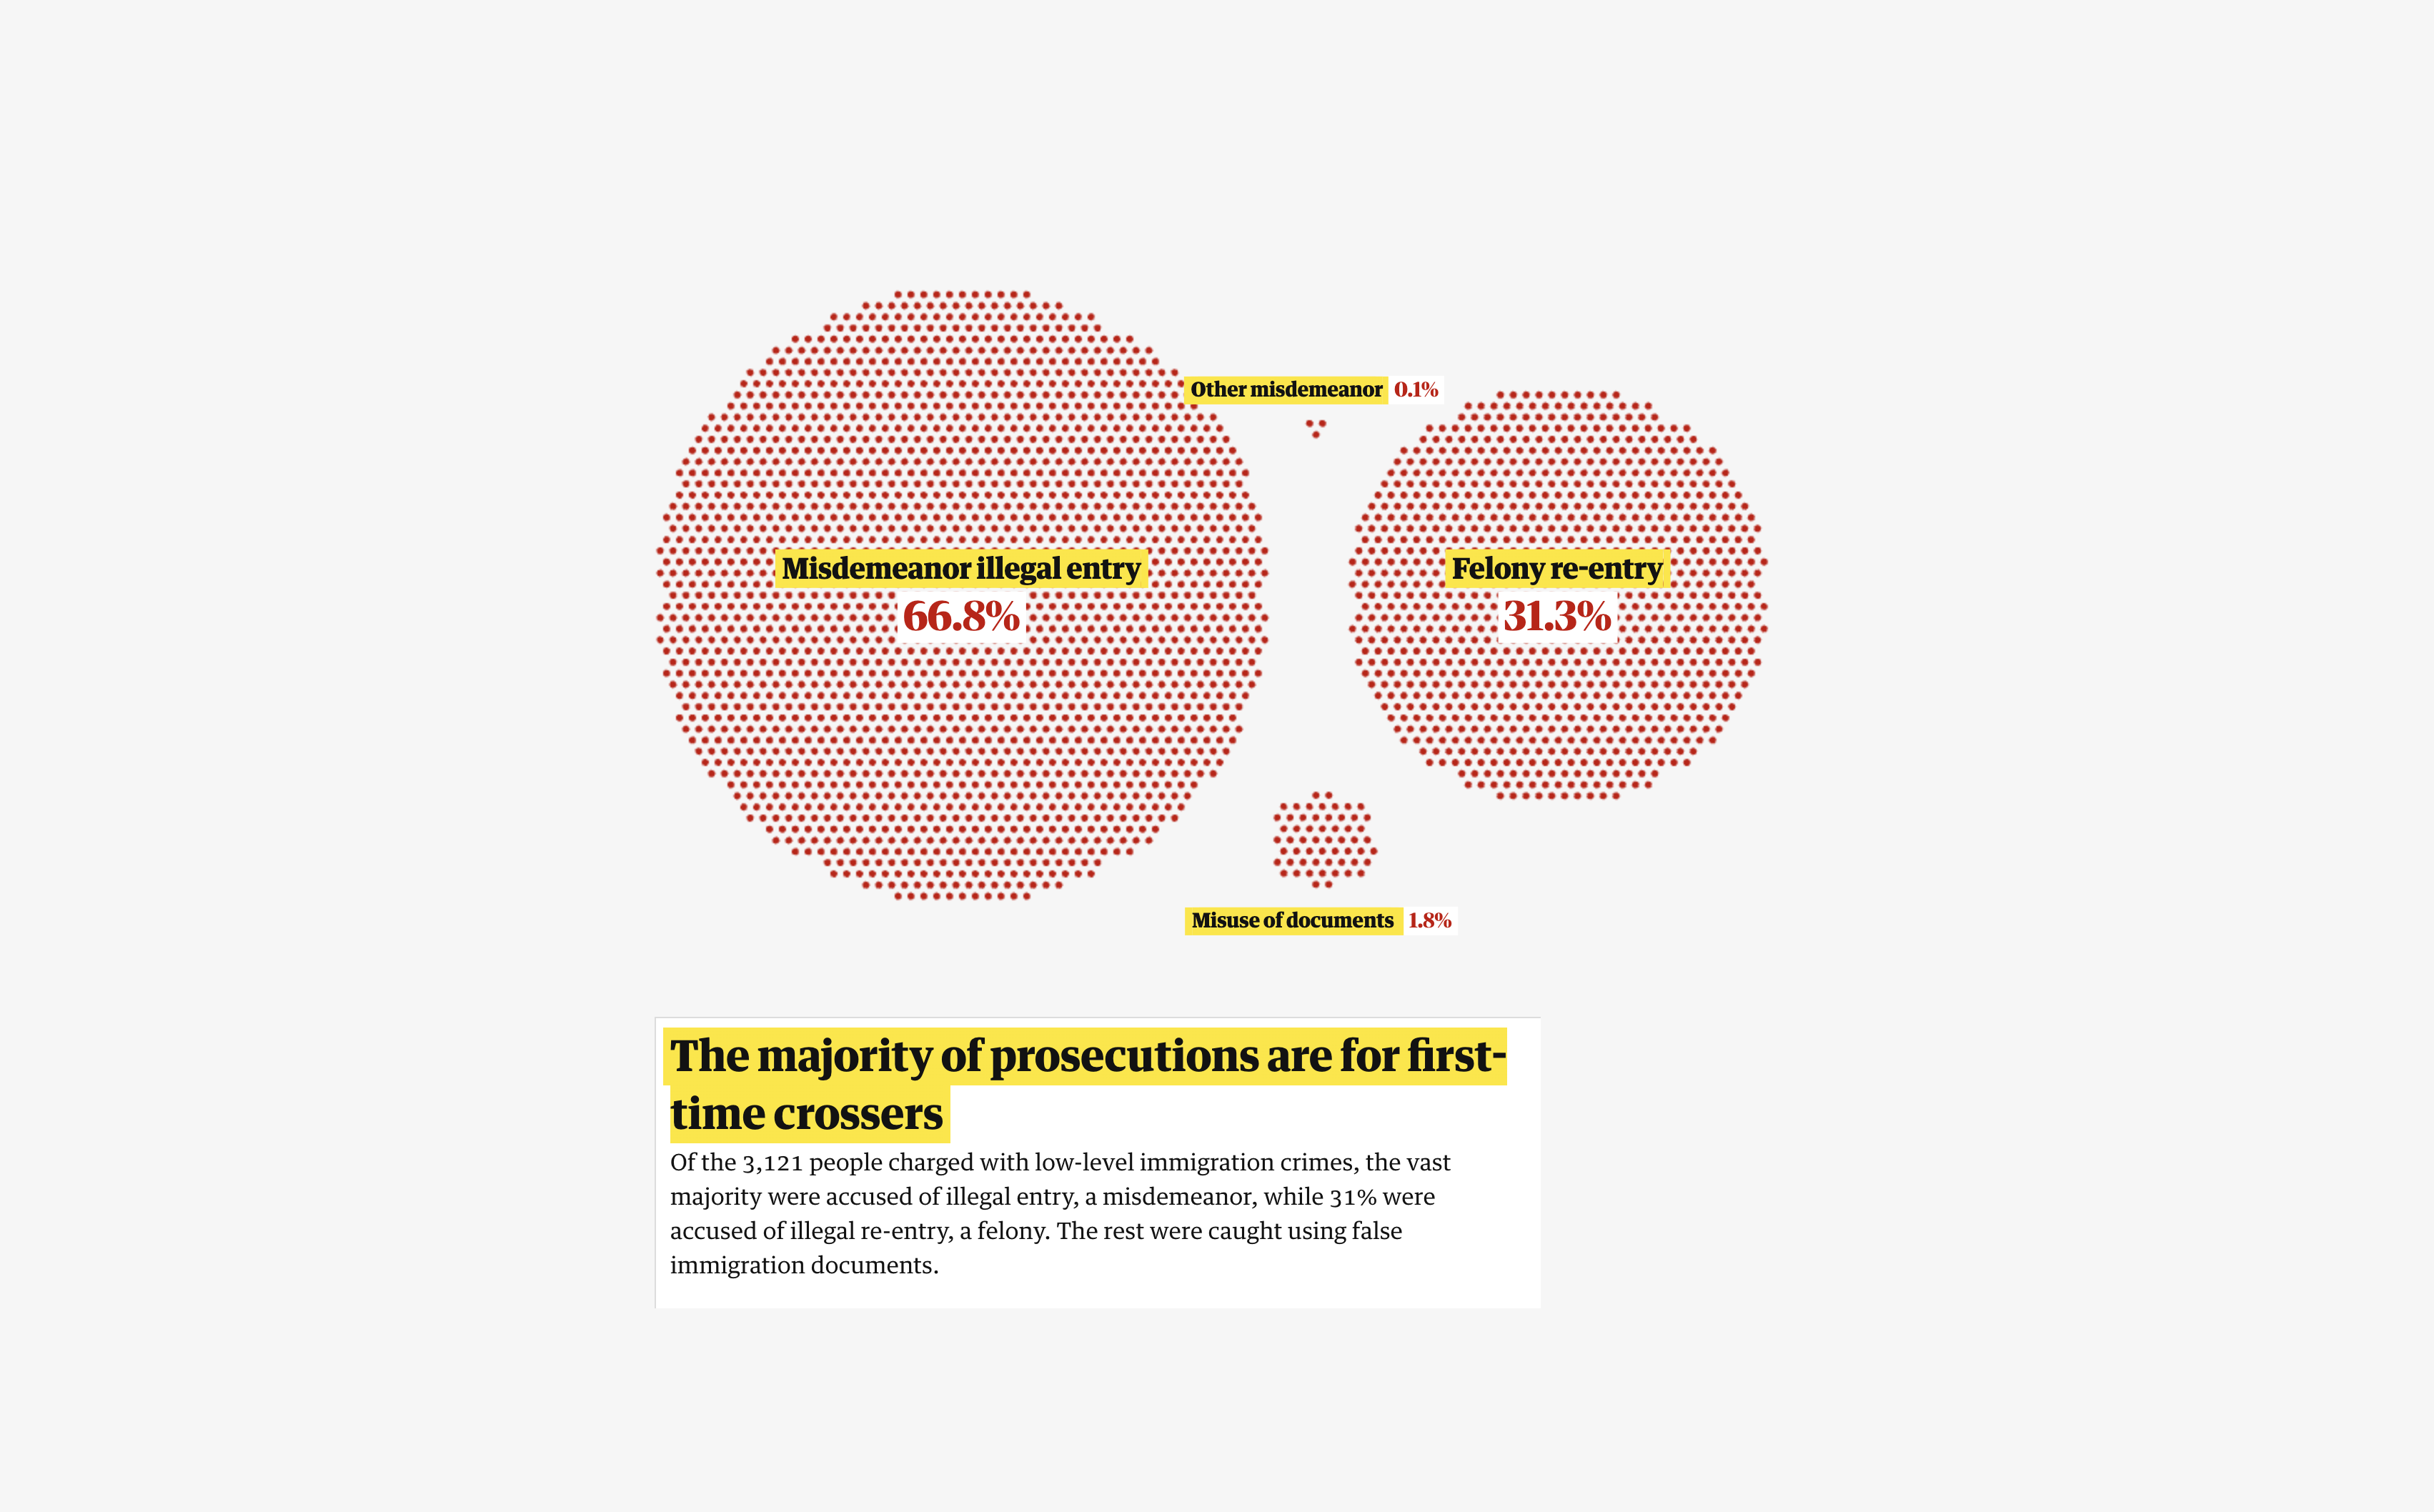 Other misdemeanor 0.1%
Misdemeanor illegal entry
66.8%
Felony re-entry
31.3%
Misuse of documents 1.8%
The majority of prosecutions are for first-
time crossers
Of the 3,121 people charged with low-level immigration crimes, the vast
majority were accused of illegal entry, a misdemeanor, while 31% were
accused of illegal re-entry, a felony. The rest were caught using false
immigration documents.